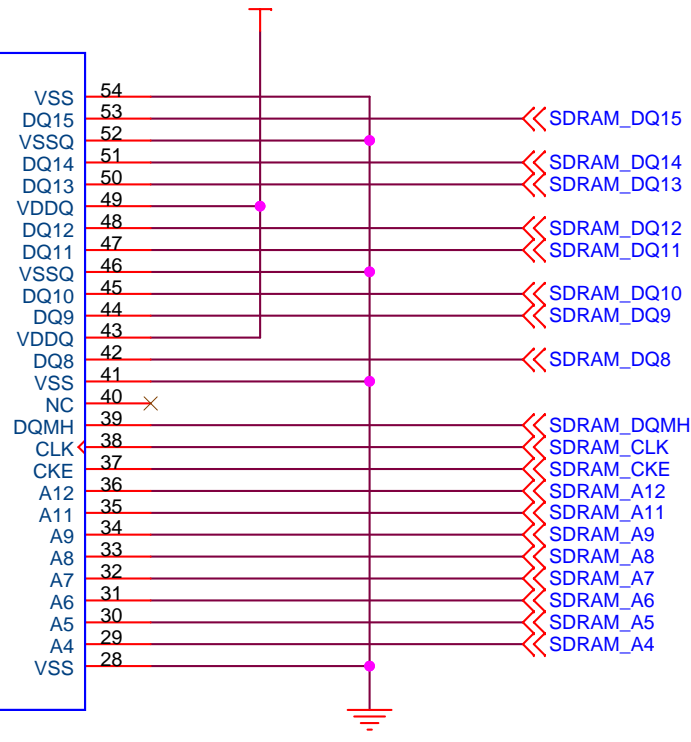 VSS 54
DQ15 53 SDRAM_DQ15
VSSQ 52
DQ14 51 SDRAM_DQ14
DQ13 50 SDRAM_DQ13
VDDQ 49
DQ12 48 SDRAM_DQ12
DQ11 47 SDRAM_DQ11
VSSQ 46
DQ10 45 SDRAM_DQ10
DQ9 44 SDRAM_DQ9
VDDQ 43
DQ8 42 SDRAM_DQ8
VSS 41
NC 40
DQMH 39 SDRAM_DQMH
CLK 38 SDRAM_CLK
CKE 37 SDRAM_CKE
A12 36 SDRAM_A12
A11 35 SDRAM_A11
A9 34 SDRAM_A9
A8 33 SDRAM_A8
A7 32 SDRAM_A7
A6 31 SDRAM_A6
A5 30 SDRAM_A5
A4 29 SDRAM_A4
VSS 28